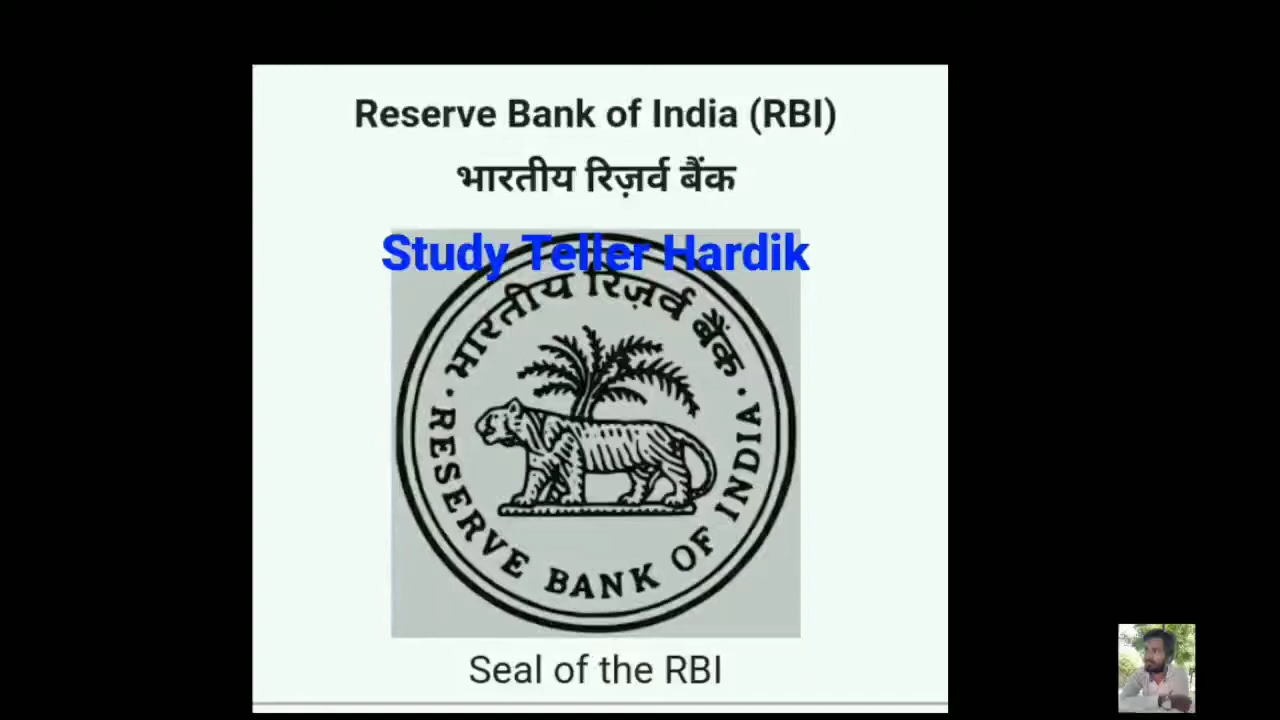 Reserve Bank of India (RBI)
भारतीय रिज़र्व बैंक
Study Teller Hardik
भारतीय रिज़र्व बैंक
· RESERVE BANK OF INDIA ·
Seal of the RBI